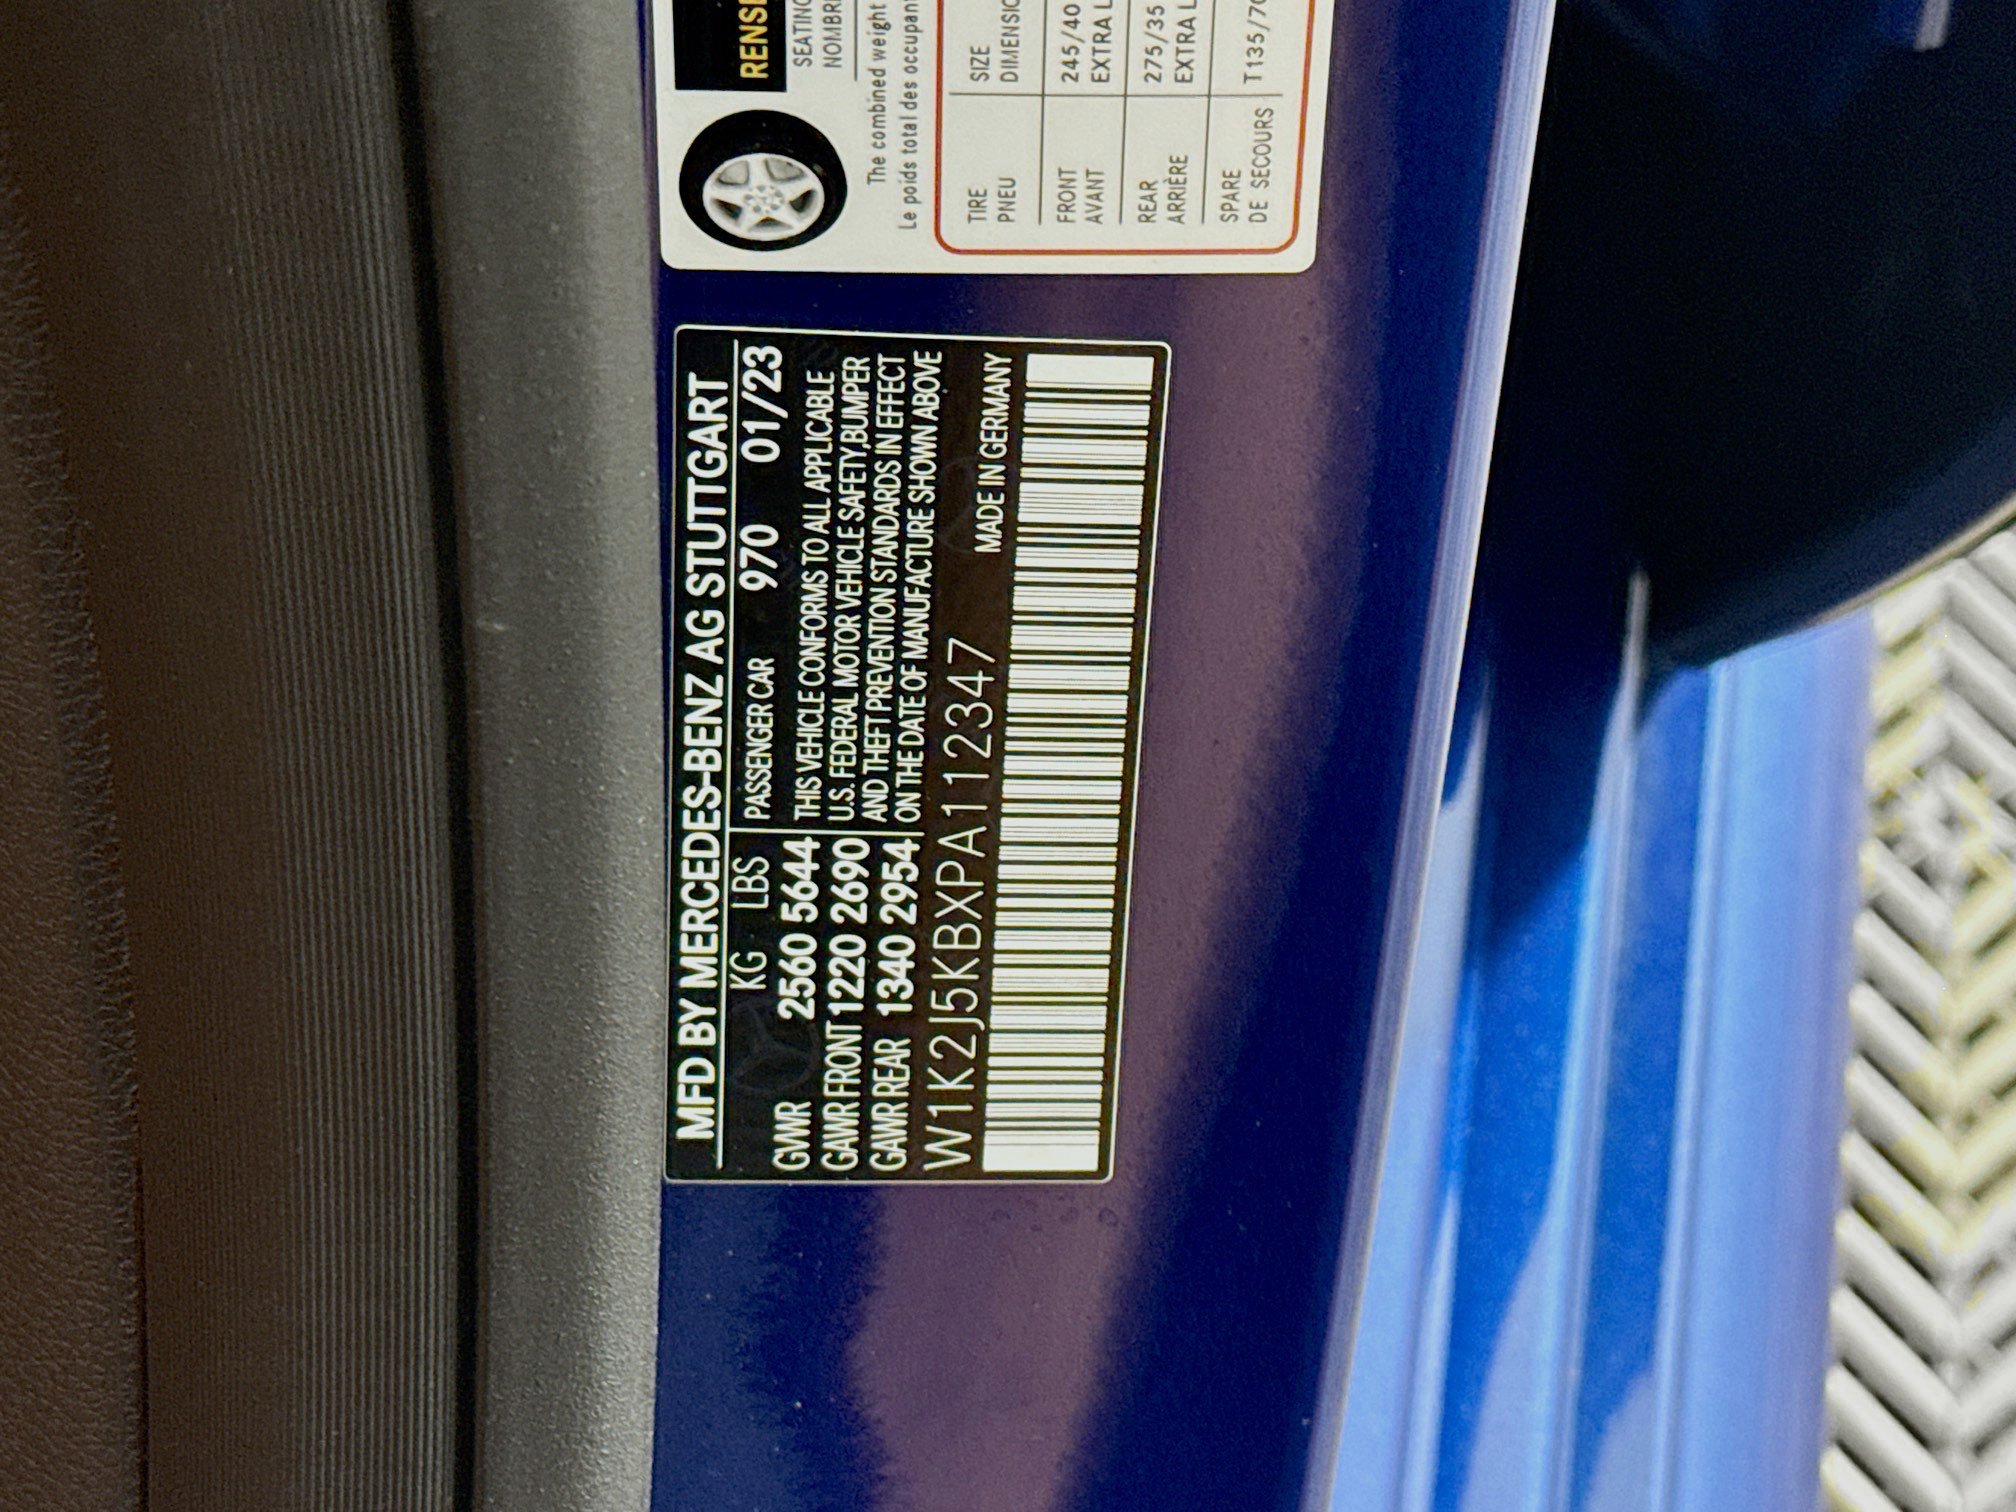 MFD BY MERCEDES-BENZ AG STUTTGART
KG LBS PASSENGER CAR 970 01/23
GVWR 2560 5644 THIS VEHICLE CONFORMS TO ALL APPLICABLE
GAWR FRONT 1220 2690 U.S. FEDERAL MOTOR VEHICLE SAFETY,BUMPER
GAWR REAR 1340 2954 AND THEFT PREVENTION STANDARDS IN EFFECT
ON THE DATE OF MANUFACTURE SHOWN ABOVE
W1K2J5KBXPA112347
MADE IN GERMANY
SEATING
The combined weight
Le poids total des
TIRE SIZE
PNEU
FRONT 245/40
AVANT EXTRA
REAR 275/35
ARRIÈRE EXTRA
SPARE
DE SECOURS